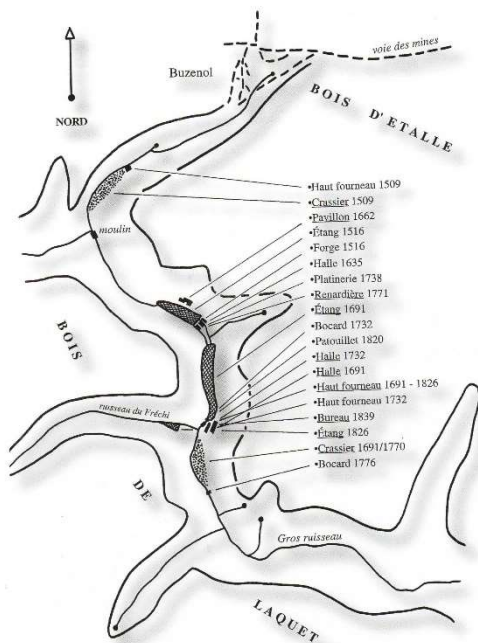 voie des mines
Buzenol
BOIS D'ETALLE
NORD
•Haut fourneau 1509
•Crassier 1509
•Pavillon 1662
•Étang 1516
•Forge 1516
•Halle 1635
•Platinerie 1738
•Renardière 1771
•Étang 1691
•Bocard 1732
•Patouillet 1820
•Halle 1732
•Halle 1691
•Haut fourneau 1691 - 1826
•Haut fourneau 1732
•Bureau 1839
•Étang 1826
•Crassier 1691/1770
•Bocard 1776
moulin
BOIS
ruisseau du Fréchi
DE
Gros ruisseau
LAQUET